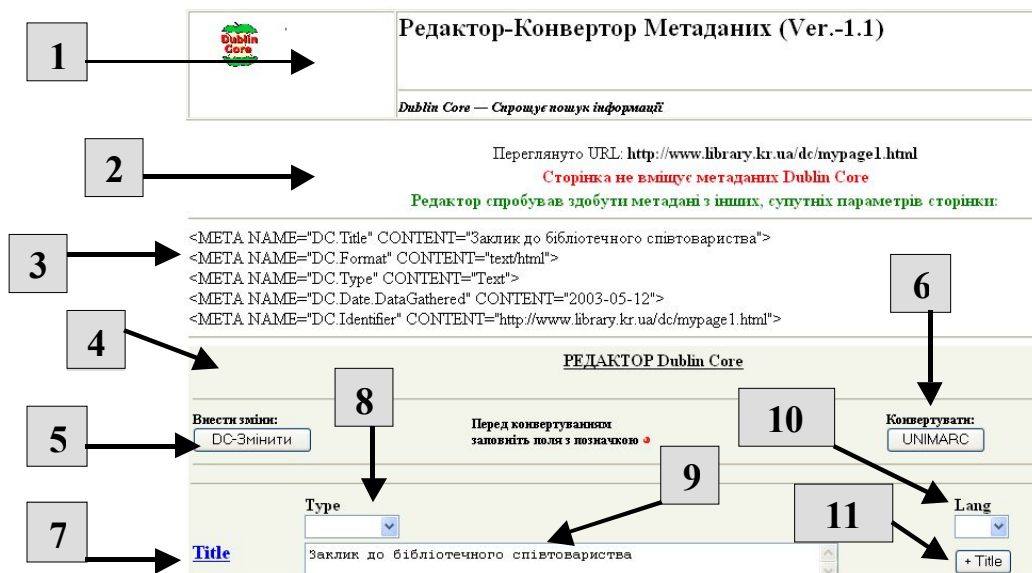 1
Dublin
Core
Редактор-Конвертор Метаданих (Ver.-1.1)
Dublin Core — Спрощує пошук інформації
2
Переглянуто URL: http://www.library.kr.ua/dc/mypage1.html
Сторінка не вміщує метаданих Dublin Core
Редактор спробував здобути метадані з інших, супутніх параметрів сторінки:
3
<META NAME="DC.Title" CONTENT="Заклик до бібліотечного співтовариства">
<META NAME="DC.Format" CONTENT="text/html">
<META NAME="DC.Type" CONTENT="Text">
<META NAME="DC.Date.DataGathered" CONTENT="2003-05-12">
<META NAME="DC.Identifier" CONTENT="http://www.library.kr.ua/dc/mypage1.html">
6
4
РЕДАКТОР Dublin Core
8
10
5
Внести зміни:
DC-Змінити
Перед конвертуванням
заповніть поля з позначкою
Конвертувати:
UNIMARC
9
7
11
Type
Lang
Title
Заклик до бібліотечного співтовариства
+ Title